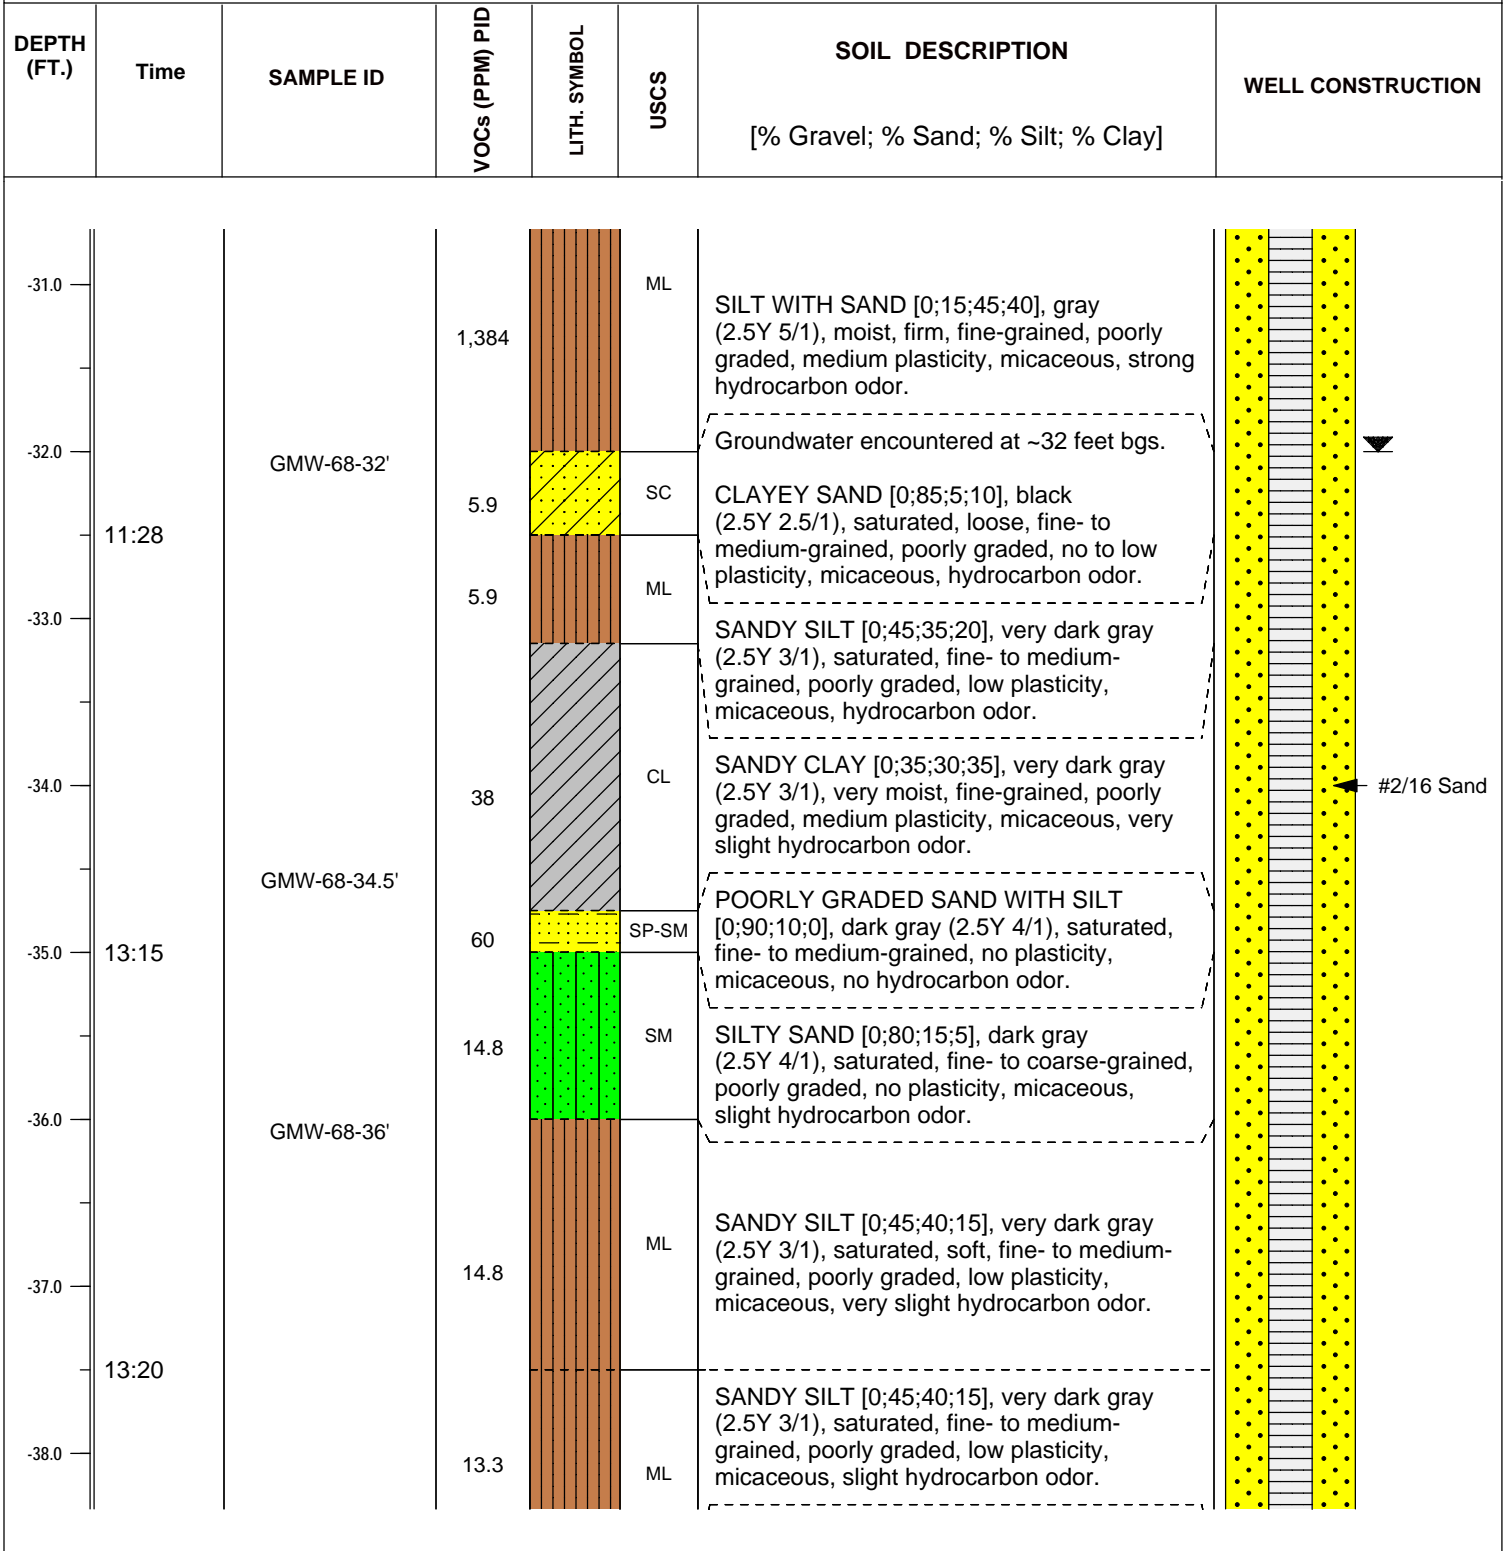 DEPTH
(FT.)
Time
SAMPLE ID
VOCs (PPM) PID
LITH. SYMBOL
USCS
SOIL DESCRIPTION
[% Gravel; % Sand; % Silt; % Clay]
WELL CONSTRUCTION
-31.0
ML
1,384
SILT WITH SAND [0;15;45;40], gray
(2.5Y 5/1), moist, firm, fine-grained, poorly
graded, medium plasticity, micaceous, strong
hydrocarbon odor.
Groundwater encountered at ~32 feet bgs.
-32.0
GMW-68-32'
5.9
SC
CLAYEY SAND [0;85;5;10], black
(2.5Y 2.5/1), saturated, loose, fine- to
medium-grained, poorly graded, no to low
plasticity, micaceous, hydrocarbon odor.
11:28
5.9
ML
-33.0
SANDY SILT [0;45;35;20], very dark gray
(2.5Y 3/1), saturated, fine- to medium-
grained, poorly graded, low plasticity,
micaceous, hydrocarbon odor.
CL
-34.0
38
SANDY CLAY [0;35;30;35], very dark gray
(2.5Y 3/1), very moist, fine-grained, poorly
graded, medium plasticity, micaceous, very
slight hydrocarbon odor.
#2/16 Sand
GMW-68-34.5'
POORLY GRADED SAND WITH SILT
[0;90;10;0], dark gray (2.5Y 4/1), saturated,
fine- to medium-grained, no plasticity,
micaceous, no hydrocarbon odor.
60
SP-SM
-35.0
13:15
14.8
SM
SILTY SAND [0;80;15;5], dark gray
(2.5Y 4/1), saturated, fine- to coarse-grained,
poorly graded, no plasticity, micaceous,
slight hydrocarbon odor.
-36.0
GMW-68-36'
ML
SANDY SILT [0;45;40;15], very dark gray
(2.5Y 3/1), saturated, soft, fine- to medium-
grained, poorly graded, low plasticity,
micaceous, very slight hydrocarbon odor.
14.8
-37.0
13:20
SANDY SILT [0;45;40;15], very dark gray
(2.5Y 3/1), saturated, fine- to medium-
grained, poorly graded, low plasticity,
micaceous, slight hydrocarbon odor.
-38.0
13.3
ML